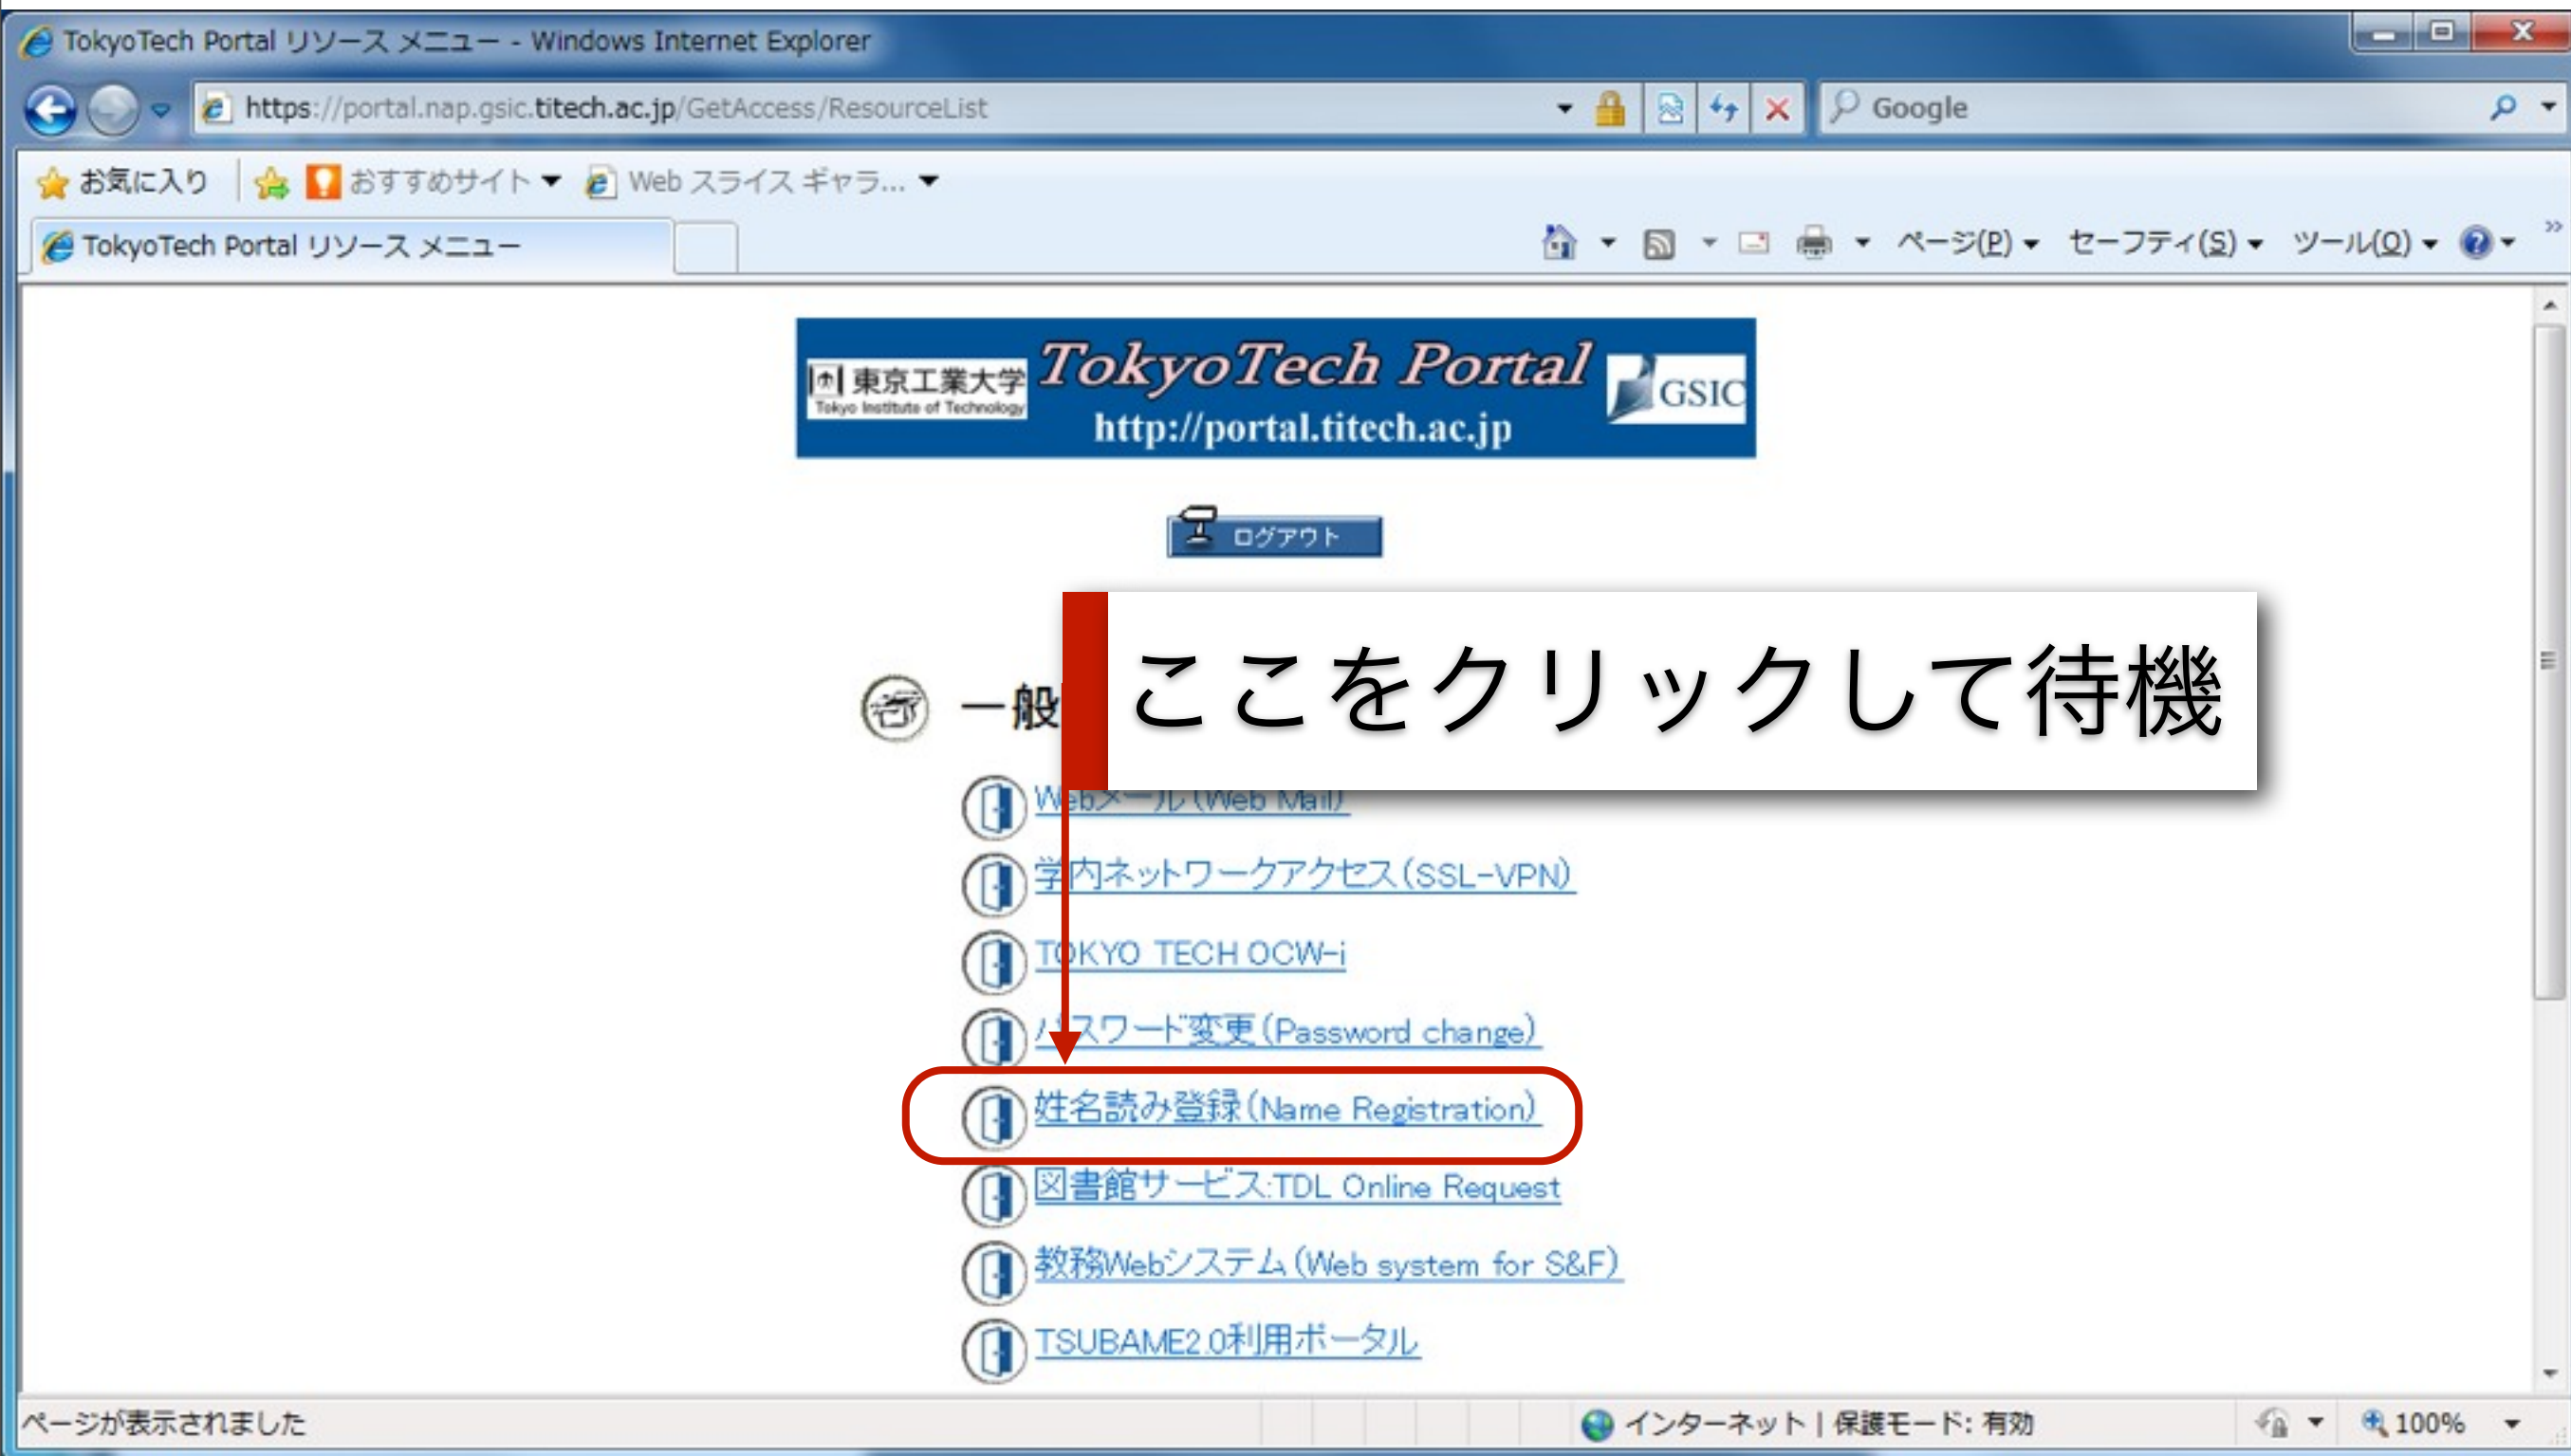 TokyoTech Portal リソース メニュー - Windows Internet Explorer
https://portal.nap.gsic.titech.ac.jp/GetAccess/ResourceList
Google
お気に入り おすすめサイト Web スライス ギャラ...
TokyoTech Portal リソース メニュー
ページ(P) セーフティ(S) ツール(O)
東京工業大学
Tokyo Institute of Technology
TokyoTech Portal
http://portal.titech.ac.jp
GSIC
ログアウト
ここをクリックして待機
一般
Webメール(Web Mail)
学内ネットワークアクセス(SSL-VPN)
TOKYO TECH OCW-i
パスワード変更(Password change)
姓名読み登録(Name Registration)
図書館サービス:TDL Online Request
教務Webシステム(Web system for S&F)
TSUBAME2.0利用ポータル
ページが表示されました
インターネット | 保護モード: 有効
100%